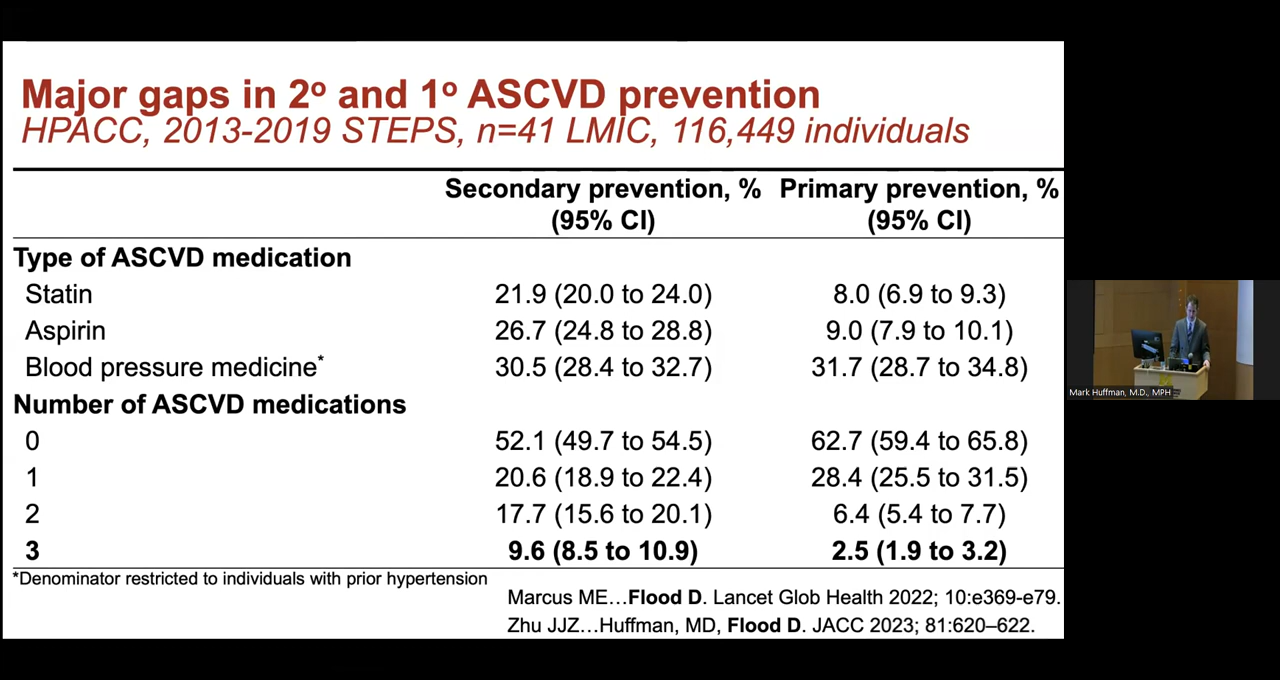 Major gaps in 2º and 1º ASCVD prevention
HPACC, 2013-2019 STEPS, n=41 LMIC, 116,449 individuals
Secondary prevention, % Primary prevention, %
(95% CI) (95% CI)
Type of ASCVD medication
Statin 21.9 (20.0 to 24.0) 8.0 (6.9 to 9.3)
Aspirin 26.7 (24.8 to 28.8) 9.0 (7.9 to 10.1)
Blood pressure medicine* 30.5 (28.4 to 32.7) 31.7 (28.7 to 34.8)
Number of ASCVD medications
0 52.1 (49.7 to 54.5) 62.7 (59.4 to 65.8)
1 20.6 (18.9 to 22.4) 28.4 (25.5 to 31.5)
2 17.7 (15.6 to 20.1) 6.4 (5.4 to 7.7)
3 9.6 (8.5 to 10.9) 2.5 (1.9 to 3.2)
*Denominator restricted to individuals with prior hypertension
Marcus ME…Flood D. Lancet Glob Health 2022; 10:e369-e79.
Zhu JJZ…Huffman, MD, Flood D. JACC 2023; 81:620–622.
Mark Huffman, M.D., MPH